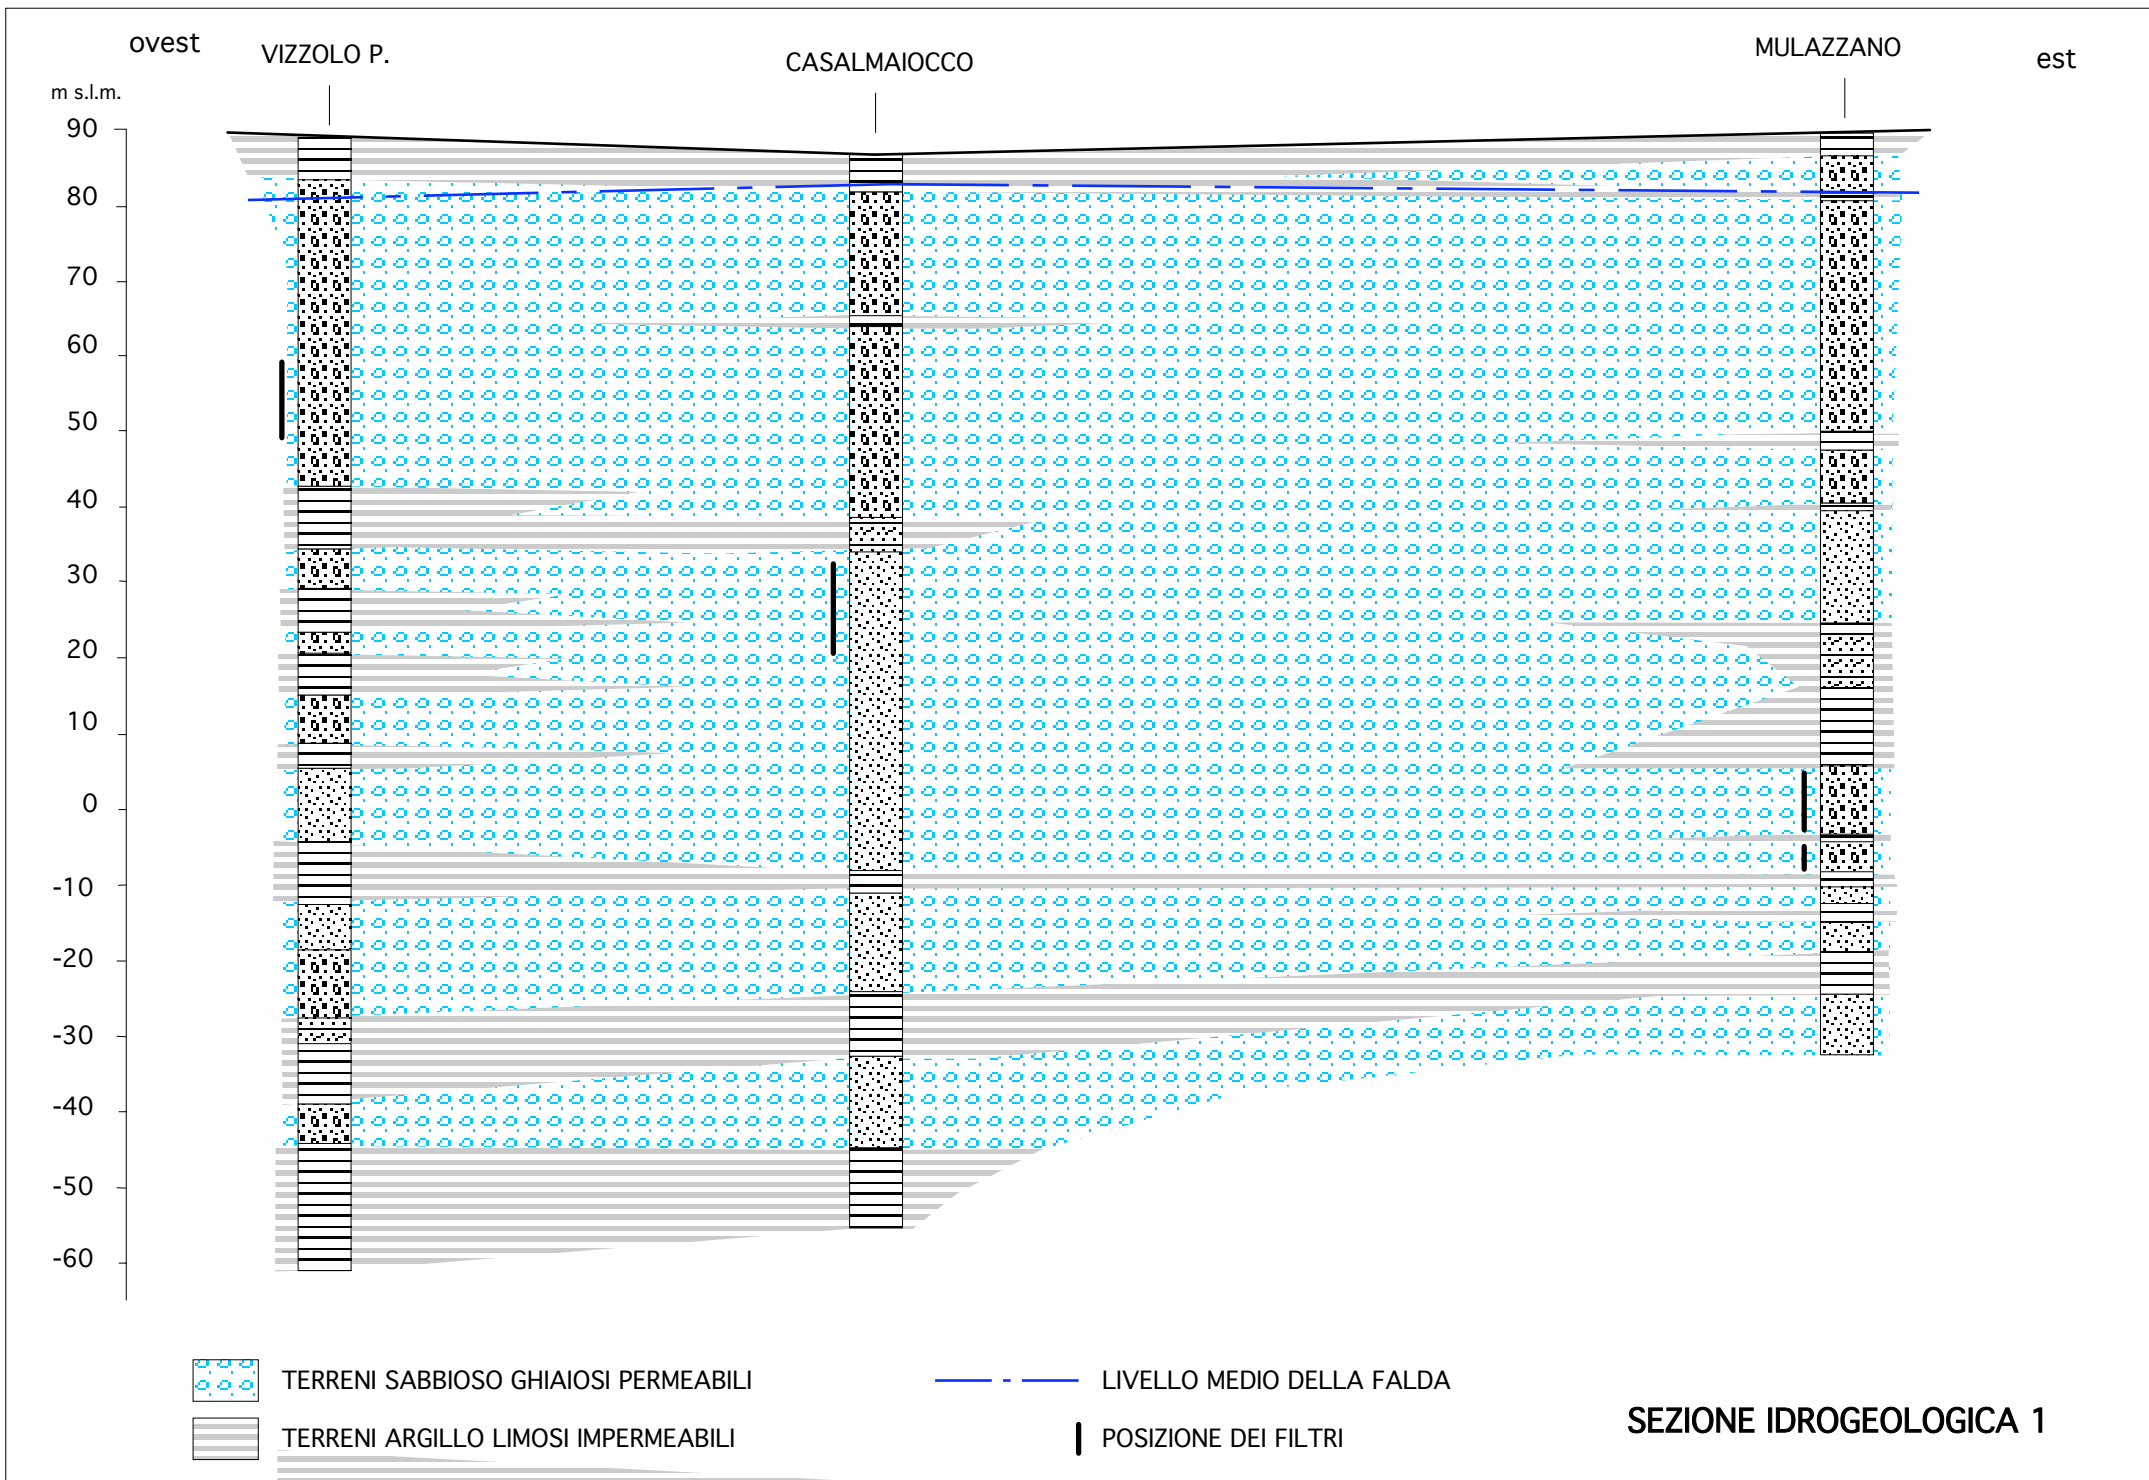 ovest
VIZZOLO P.
CASALMAIOCCO
MULAZZANO
est
m s.l.m.
90
80
70
60
50
40
30
20
10
0
-10
-20
-30
-40
-50
-60
TERRENI SABBIOSO GHIAIOSI PERMEABILI
LIVELLO MEDIO DELLA FALDA
TERRENI ARGILLO LIMOSI IMPERMEABILI
POSIZIONE DEI FILTRI
SEZIONE IDROGEOLOGICA 1